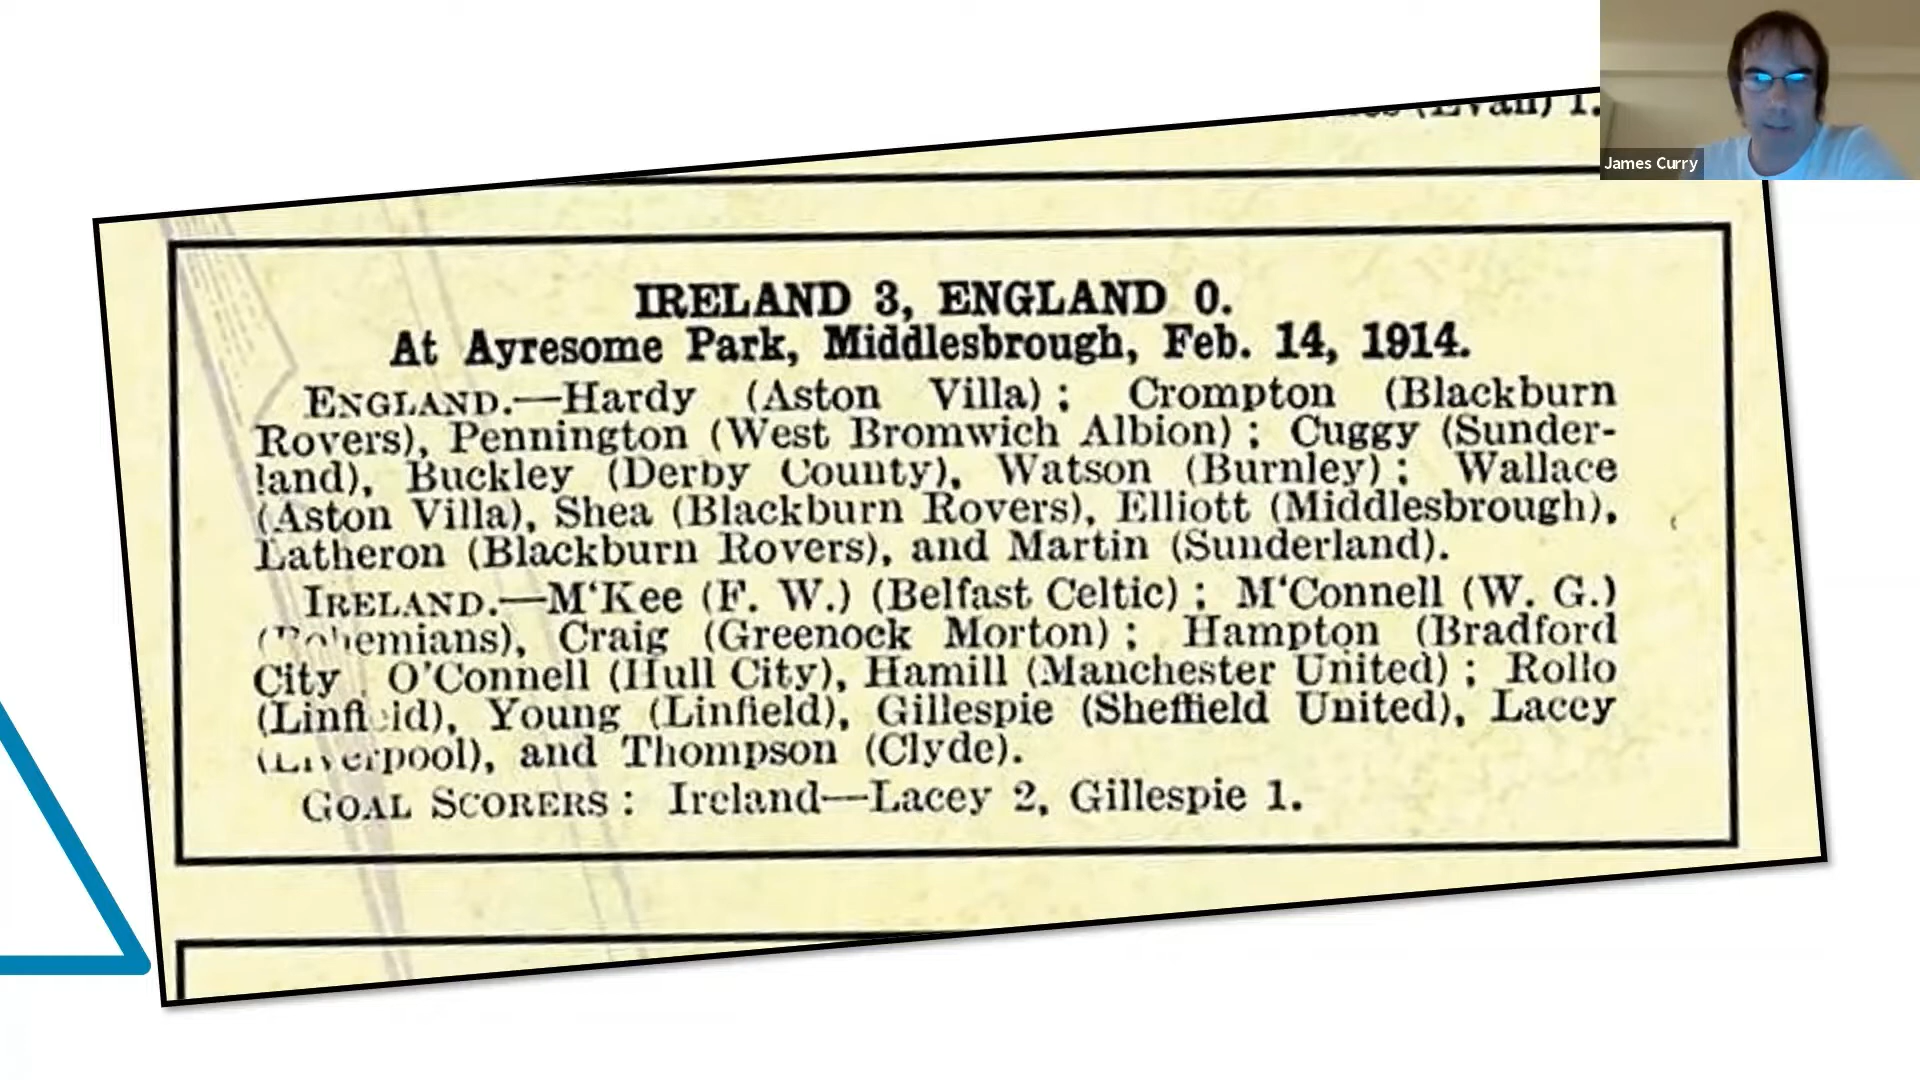 (Evan) 1.
James Curry
IRELAND 3, ENGLAND 0.
At Ayresome Park, Middlesbrough, Feb. 14, 1914.
ENGLAND.—Hardy (Aston Villa); Crompton (Blackburn
Rovers), Pennington (West Bromwich Albion); Cuggy (Sunder-
land), Buckley (Derby County), Watson (Burnley); Wallace
(Aston Villa), Shea (Blackburn Rovers), Elliott (Middlesbrough),
Latheron (Blackburn Rovers), and Martin (Sunderland).
IRELAND.—M‘Kee (F. W.) (Belfast Celtic); M‘Connell (W. G.)
(Bohemians), Craig (Greenock Morton); Hampton (Bradford
City O'Connell (Hull City), Hamill (Manchester United); Rollo
(Linfield), Young (Linfield), Gillespie (Sheffield United), Lacey
(Liverpool), and Thompson (Clyde).
GOAL SCORERS: Ireland—Lacey 2, Gillespie 1.